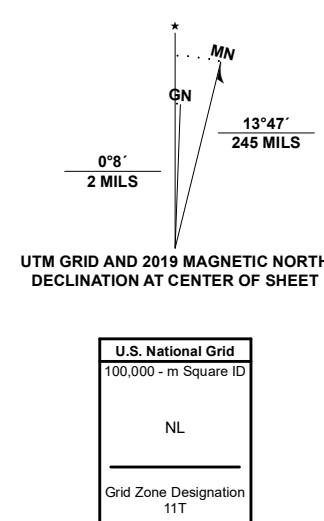 ★
MN
GN
13°47´
245 MILS
0°8´
2 MILS
UTM GRID AND 2019 MAGNETIC NORTH
DECLINATION AT CENTER OF SHEET
U.S. National Grid
100,000 - m Square ID
NL
Grid Zone Designation
11T